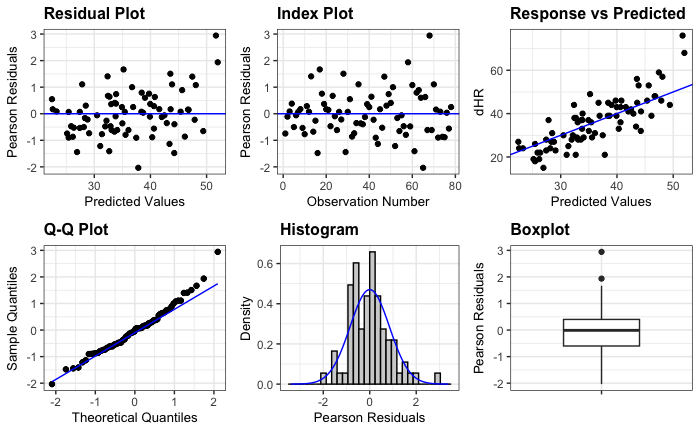 Residual Plot
Pearson Residuals
3
2
1
0
-1
-2
30 40 50
Predicted Values
Index Plot
Pearson Residuals
3
2
1
0
-1
-2
0 20 40 60 80
Observation Number
Response vs Predicted
dHR
60
40
20
30 40 50
Predicted Values
Q-Q Plot
Sample Quantiles
3
2
1
0
-1
-2
-2 -1 0 1 2
Theoretical Quantiles
Histogram
Density
0.6
0.4
0.2
0.0
-2 0 2
Pearson Residuals
Boxplot
Pearson Residuals
3
2
1
0
-1
-2